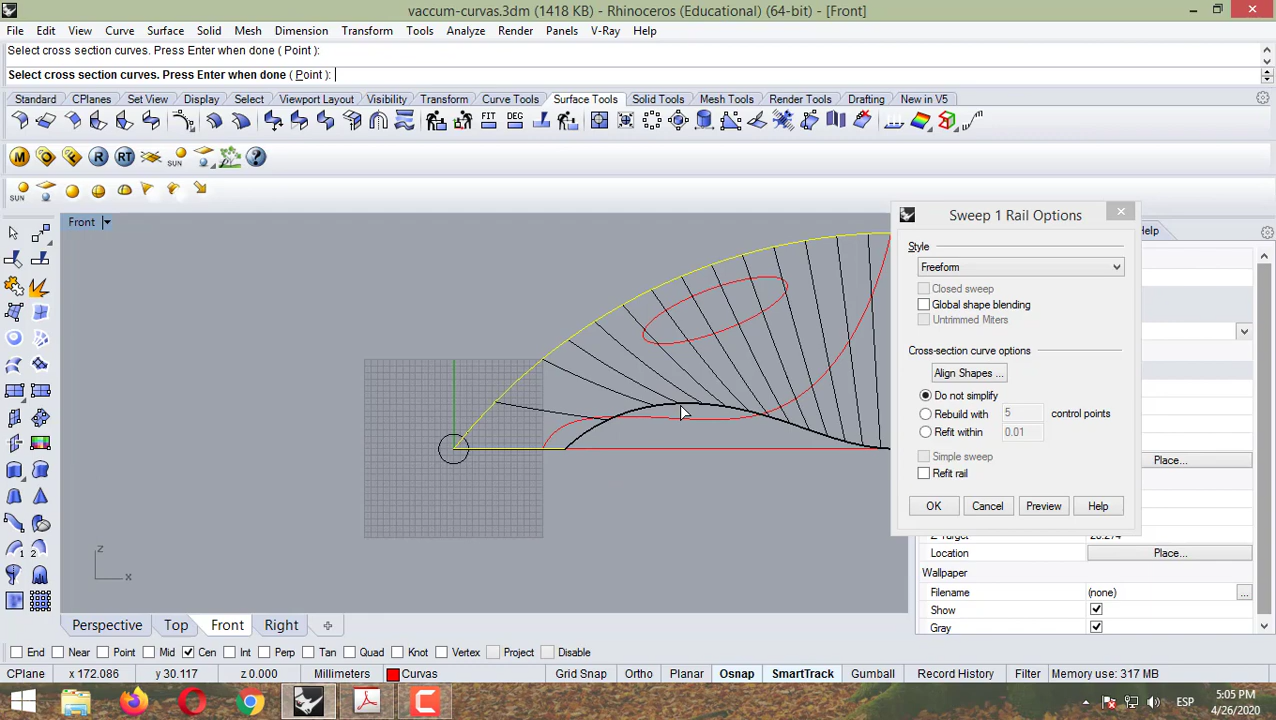 vaccum-curvas.3dm (1418 KB) - Rhinoceros (Educational) (64-bit) - [Front]
File Edit View Curve Surface Solid Mesh Dimension Transform Tools Analyze Render Panels V-Ray Help
Select cross section curves. Press Enter when done ( Point ):
Select cross section curves. Press Enter when done ( Point ):
Standard CPlanes Set View Display Select Viewport Layout Visibility Transform Curve Tools Surface Tools Solid Tools Mesh Tools Render Tools Drafting New in V5
FIT DEG
M R RT SUN
SUN
Front
Sweep 1 Rail Options
Help
Style
Freeform
Closed sweep
Global shape blending
Untrimmed Miters
Cross-section curve options
Align Shapes ...
Do not simplify
Rebuild with 5 control points
Refit within 0.01
Simple sweep
Place...
Refit rail
OK Cancel Preview Help
Location Place...
Wallpaper
Filename (none) ...
Show
Gray
z
x
Perspective Top Front Right
End Near Point Mid Cen Int Perp Tan Quad Knot Vertex Project Disable
CPlane x 172.086 y 30.117 z 0.000 Millimeters Curvas Grid Snap Ortho Planar Osnap SmartTrack Gumball Record History Filter Memory use: 317 MB
ESP
5:05 PM
4/26/2020